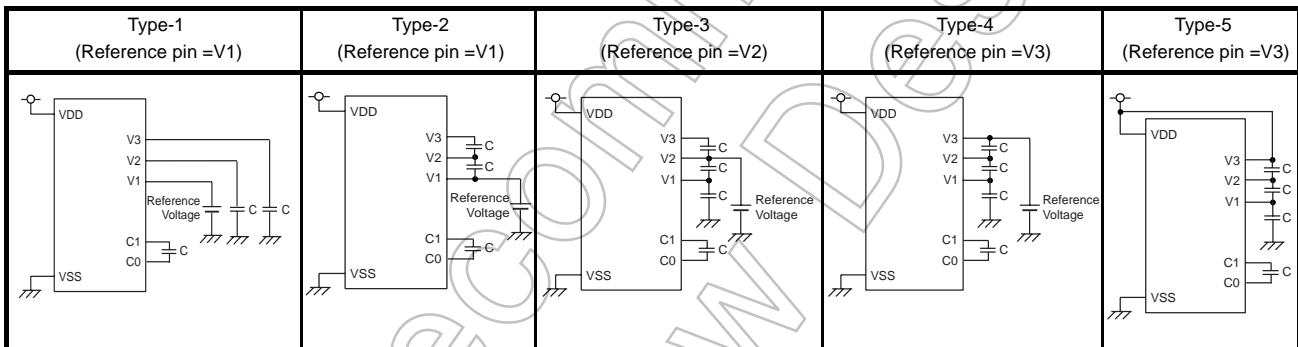 Type-1
(Reference pin =V1)
Type-2
(Reference pin =V1)
Type-3
(Reference pin =V2)
Type-4
(Reference pin =V3)
Type-5
(Reference pin =V3)
VDD
V3
V2
V1
Reference
Voltage
C
C
C1
C
C0
VSS
VDD
V3
C
V2
C
V1
Reference
Voltage
C1
C
C0
VSS
VDD
V3
C
V2
C
V1
C
Reference
Voltage
C1
C
C0
VSS
VDD
V3
C
V2
C
V1
C
Reference
Voltage
C1
C
C0
VSS
VDD
V3
C
V2
C
V1
C
C1
C
C0
VSS